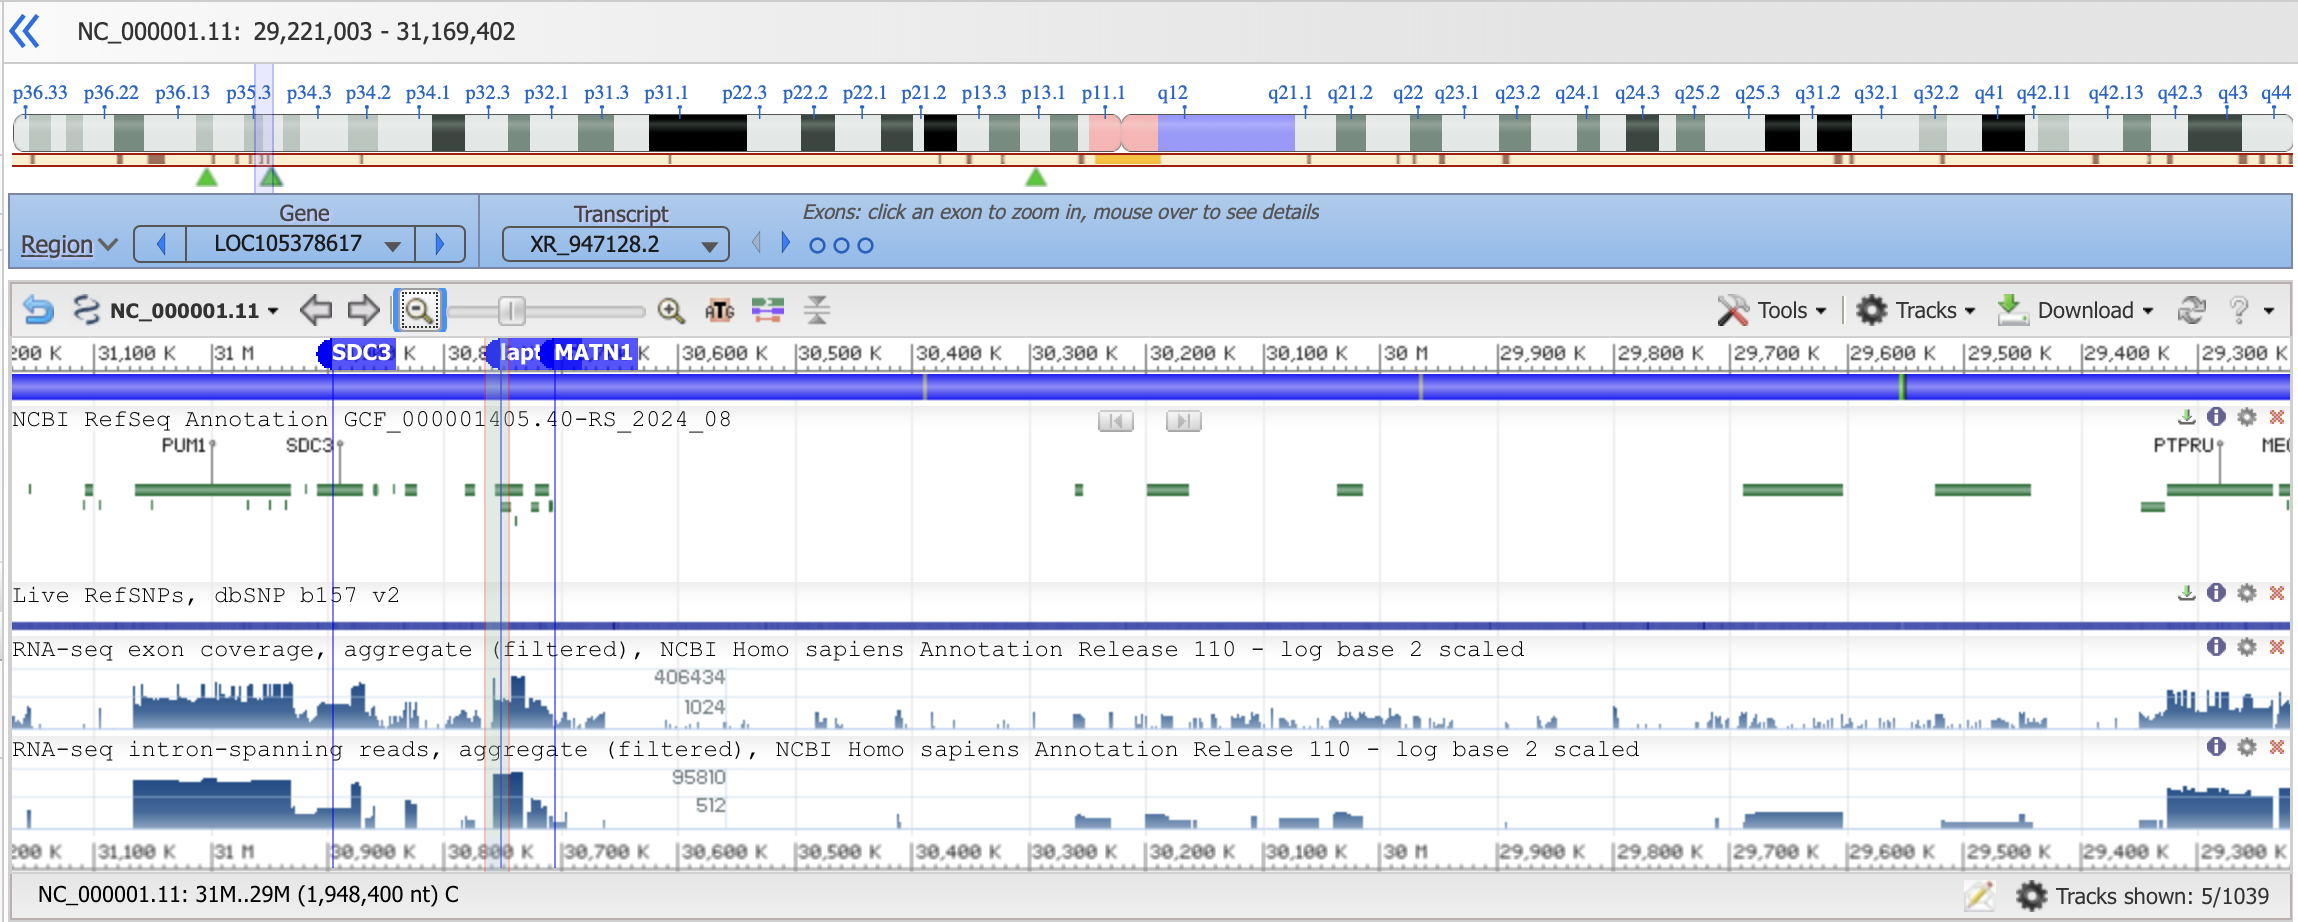 NC_000001.11: 29,221,003 - 31,169,402
p36.33 p36.22 p36.13 p35.3 p34.3 p34.2 p34.1 p32.3 p32.1 p31.3 p31.1 p22.3 p22.2 p22.1 p21.2 p13.3 p13.1 p11.1 q12 q21.1 q21.2 q22 q23.1 q23.2 q24.1 q24.3 q25.2 q25.3 q31.2 q32.1 q32.2 q41 q42.11 q42.13 q42.3 q43 q44
Gene Transcript Exons: click an exon to zoom in, mouse over to see details
Region LOC105378617 XR_947128.2
NC_000001.11 ATG Tools Tracks Download ?
200 K 31,100 K 31 M SDC3 K 30,8 lapt MATN1 K 30,600 K 30,500 K 30,400 K 30,300 K 30,200 K 30,100 K 30 M 29,900 K 29,800 K 29,700 K 29,600 K 29,500 K 29,400 K 29,300 K
NCBI RefSeq Annotation GCF_000001405.40-RS_2024_08
PUM1 SDC3 PTPRU
Live RefSNPs, dbSNP b157 v2
RNA-seq exon coverage, aggregate (filtered), NCBI Homo sapiens Annotation Release 110 - log base 2 scaled
406434
1024
RNA-seq intron-spanning reads, aggregate (filtered), NCBI Homo sapiens Annotation Release 110 - log base 2 scaled
95810
512
200 K 31,100 K 31 M 30,900 K 30,800 K 30,700 K 30,600 K 30,500 K 30,400 K 30,300 K 30,200 K 30,100 K 30 M 29,900 K 29,800 K 29,700 K 29,600 K 29,500 K 29,400 K 29,300 K
NC_000001.11: 31M..29M (1,948,400 nt) C Tracks shown: 5/1039